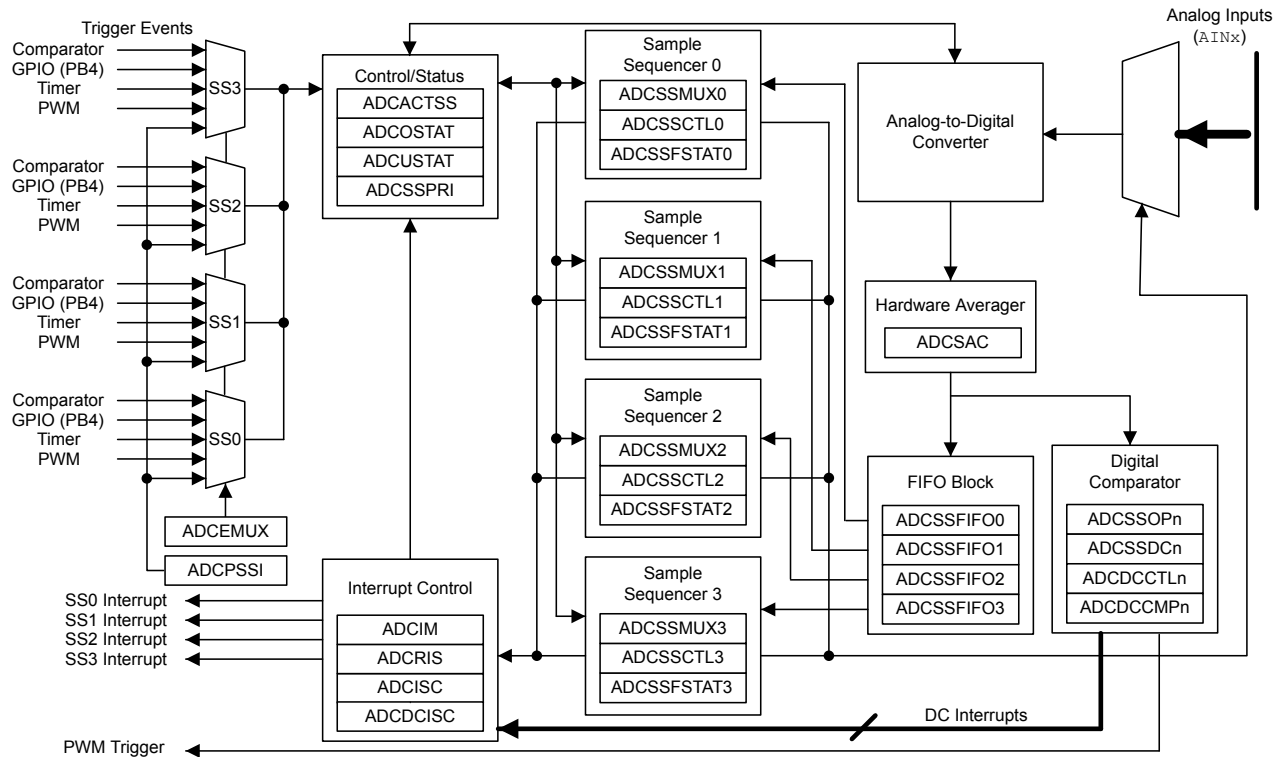 Trigger Events
Comparator
GPIO (PB4)
Timer
PWM
SS3
Comparator
GPIO (PB4)
Timer
PWM
SS2
Comparator
GPIO (PB4)
Timer
PWM
SS1
Comparator
GPIO (PB4)
Timer
PWM
SS0
ADCEMUX
ADCPSSI
SS0 Interrupt
SS1 Interrupt
SS2 Interrupt
SS3 Interrupt
PWM Trigger
Control/Status
ADCACTSS
ADCOSTAT
ADCUSTAT
ADCSSPRI
Interrupt Control
ADCIM
ADCRIS
ADCISC
ADCDCISC
Sample
Sequencer 0
ADCSSMUX0
ADCSSCTL0
ADCSSFSTAT0
Sample
Sequencer 1
ADCSSMUX1
ADCSSCTL1
ADCSSFSTAT1
Sample
Sequencer 2
ADCSSMUX2
ADCSSCTL2
ADCSSFSTAT2
Sample
Sequencer 3
ADCSSMUX3
ADCSSCTL3
ADCSSFSTAT3
Analog-to-Digital
Converter
Hardware Averager
ADCSAC
FIFO Block
ADCSSFIFO0
ADCSSFIFO1
ADCSSFIFO2
ADCSSFIFO3
Digital
Comparator
ADCSSOPn
ADCSSDCn
ADCDCCTLn
ADCDCCMPn
DC Interrupts
Analog Inputs
(AINx)